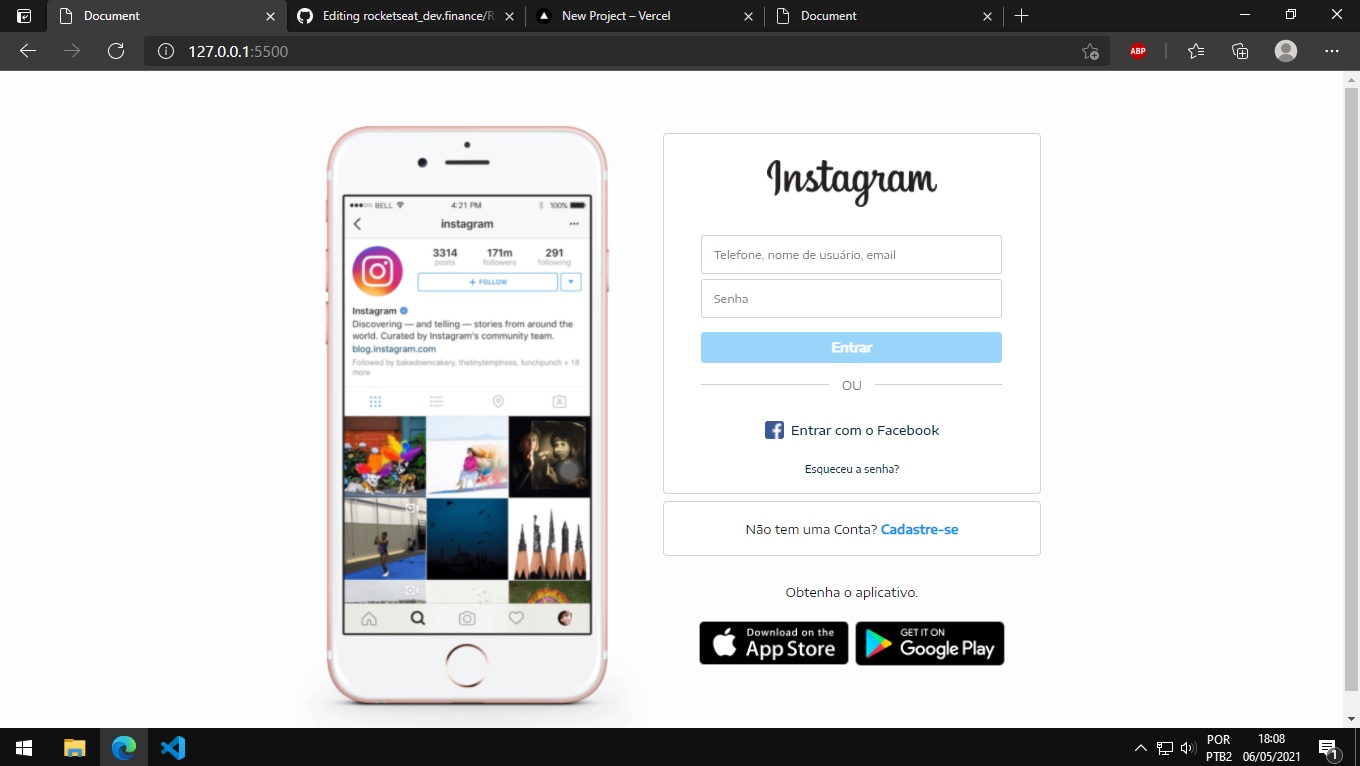 Document
Editing rocketseat_dev.finance/R
New Project – Vercel
Document
127.0.0.1:5500
ABP
BELL
4:21 PM
100%
instagram
3314
171m
291
posts
followers
following
+ FOLLOW
Instagram
Discovering — and telling — stories from around the
world. Curated by Instagram's community team.
blog.instagram.com
Followed by bakedowncakery, thetinytemptress, funchpunch + 18
more
Instagram
Telefone, nome de usuário, email
Senha
Entrar
OU
Entrar com o Facebook
Esqueceu a senha?
Não tem uma Conta? Cadastre-se
Obtenha o aplicativo.
Download on the
App Store
GET IT ON
Google Play
POR
PTB2
18:08
06/05/2021
1